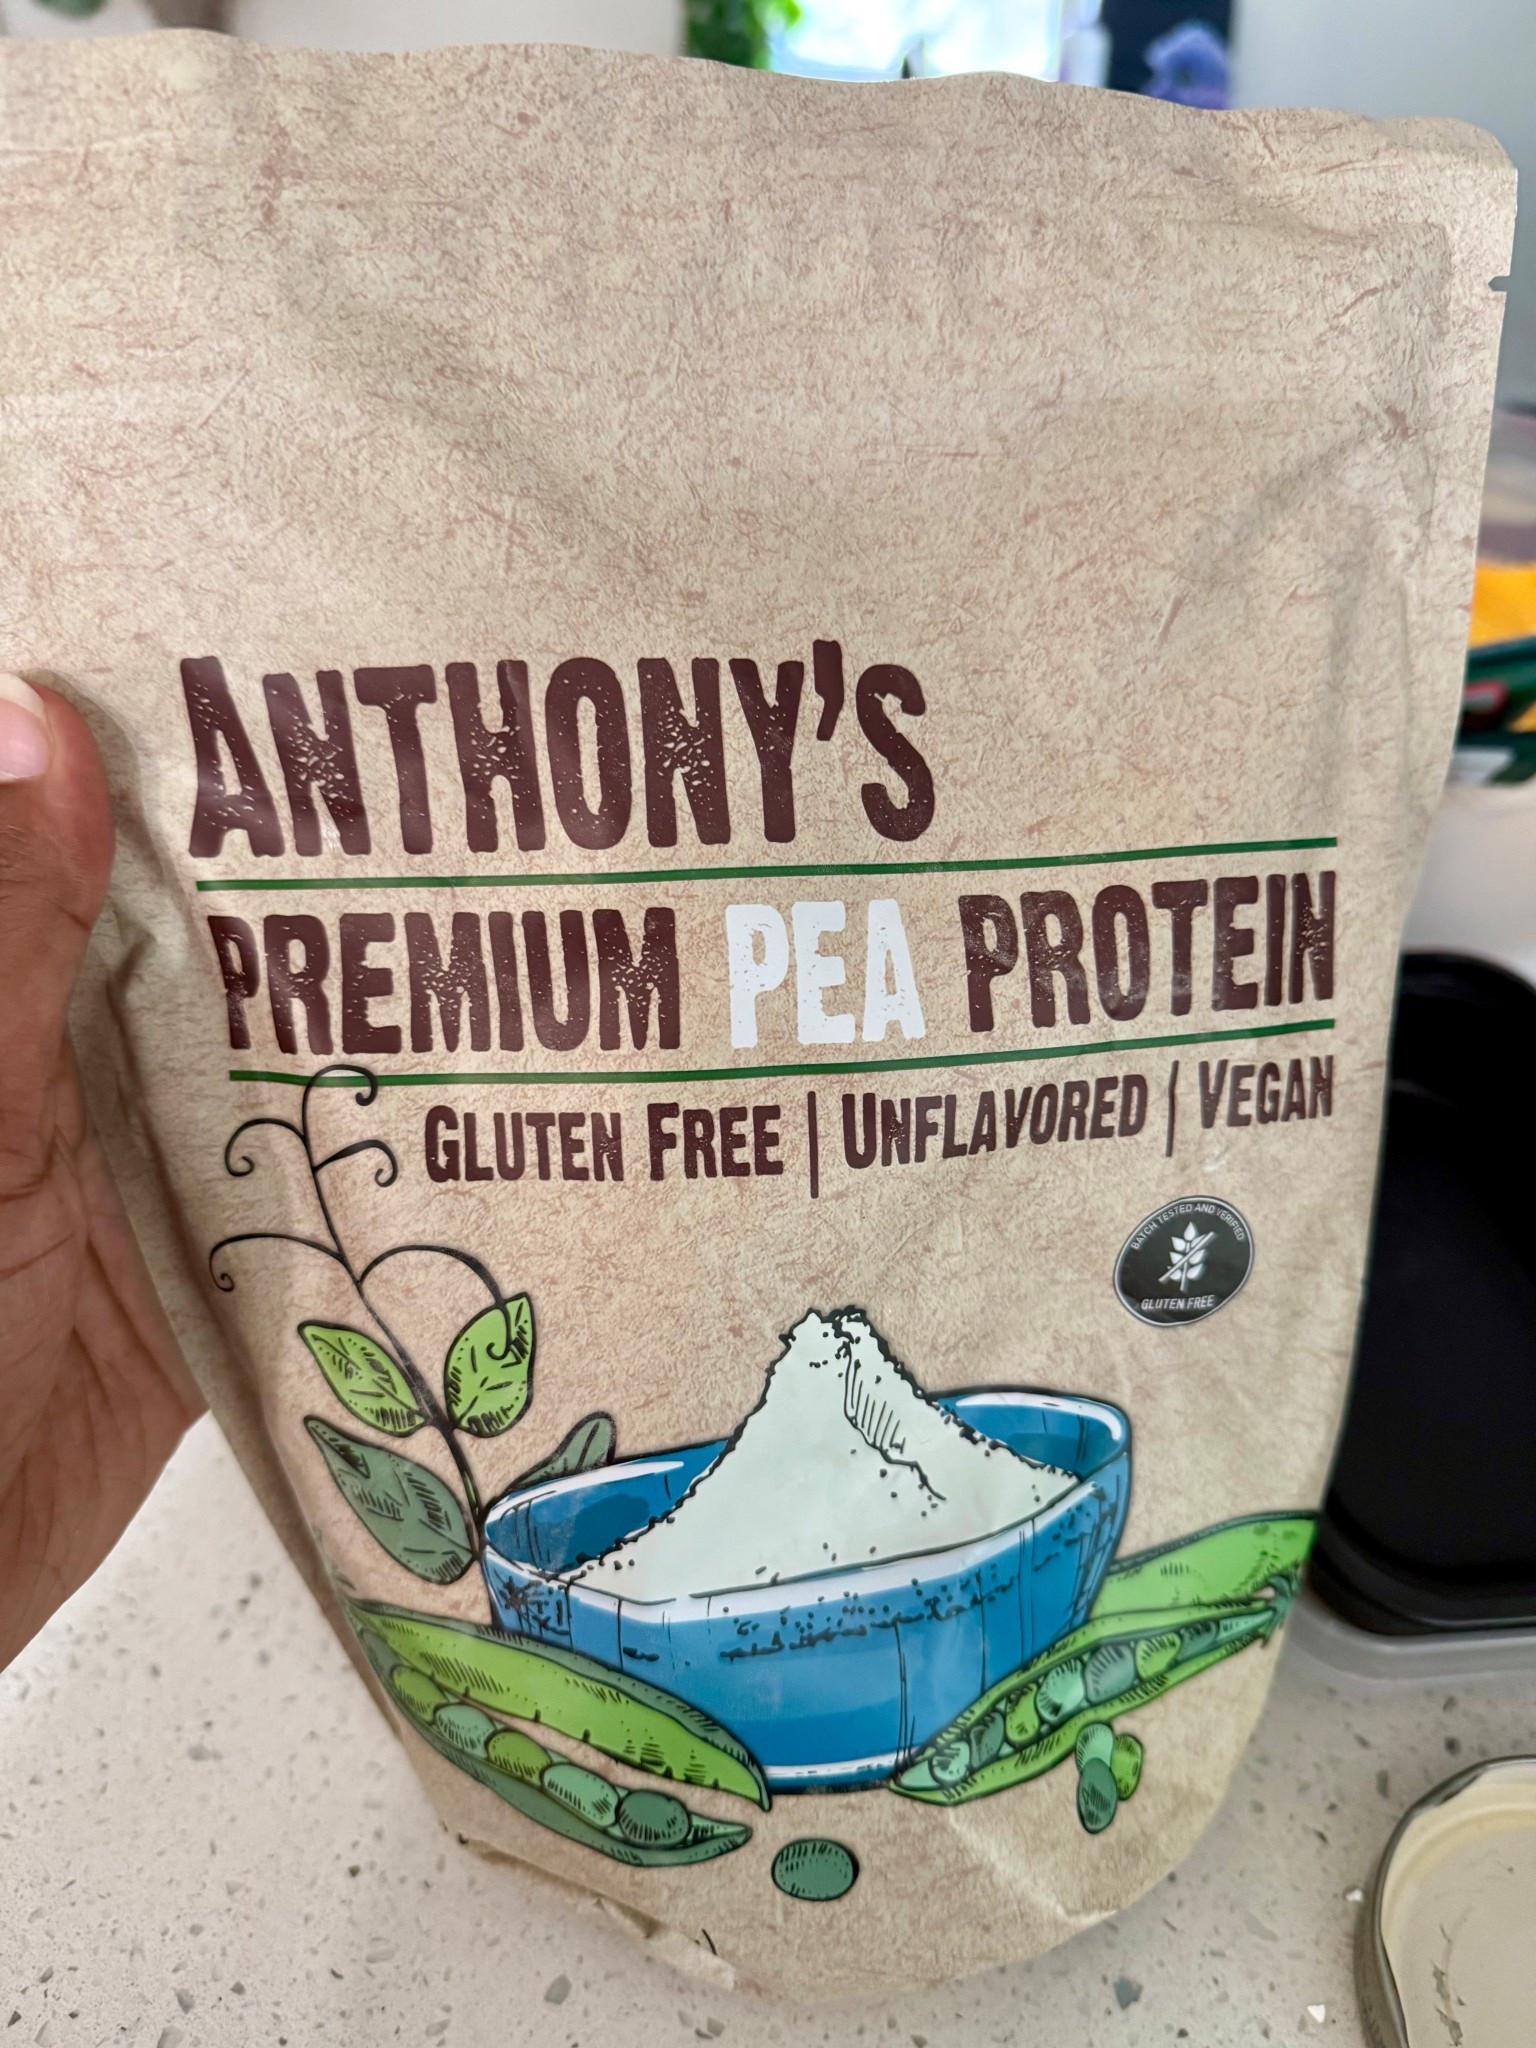 ANTHONY'S
PREMIUM PEA PROTEIN
GLUTEN FREE | UNFLAVORED | VEGAN
BATCH TESTED AND VERIFIED
GLUTEN FREE